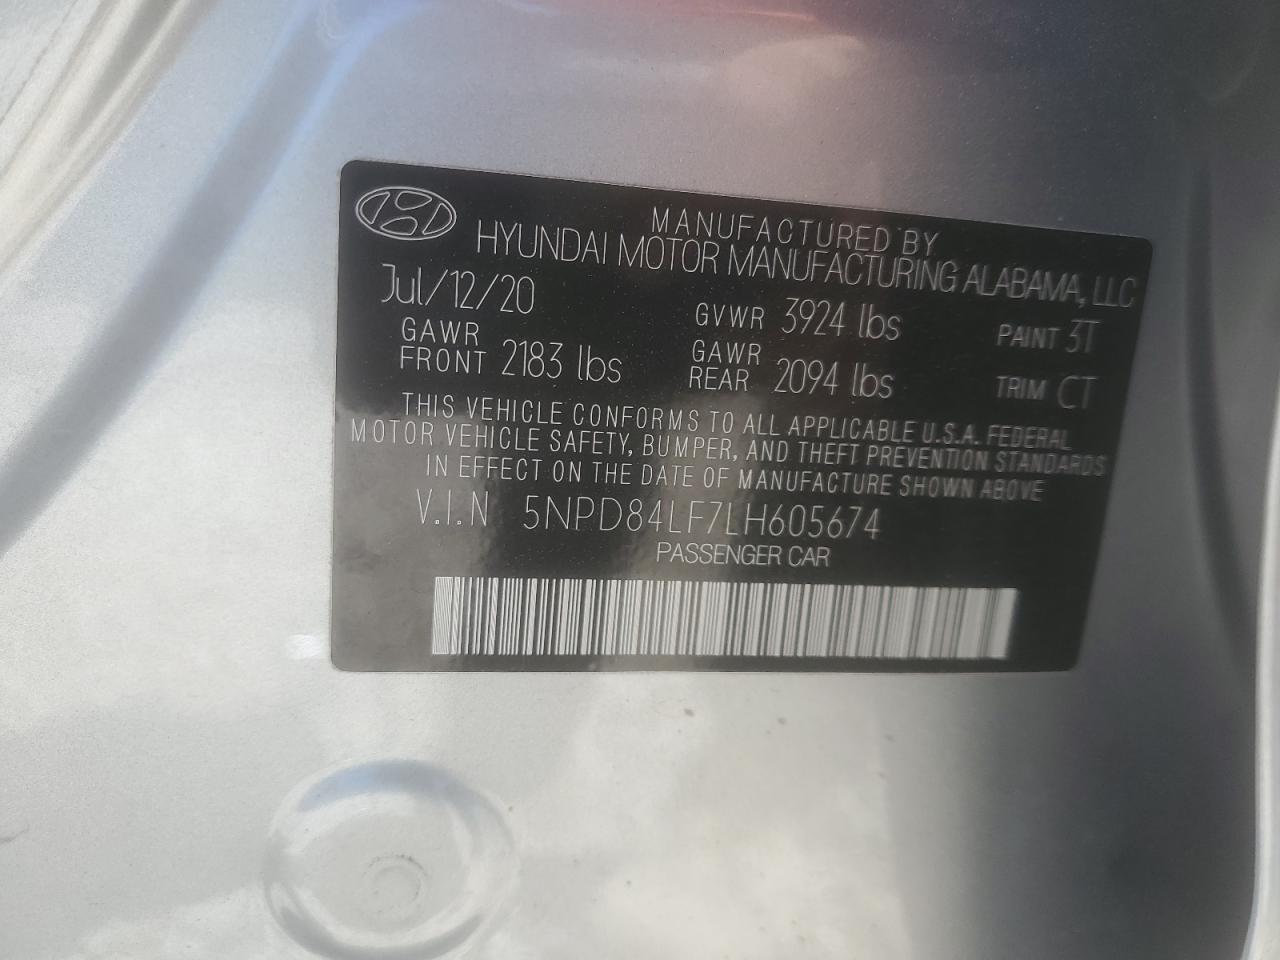 MANUFACTURED BY
HYUNDAI MOTOR MANUFACTURING ALABAMA, LLC
Jul/12/20 GVWR 3924 lbs PAINT 3T
GAWR FRONT 2183 lbs GAWR REAR 2094 lbs TRIM CT
THIS VEHICLE CONFORMS TO ALL APPLICABLE U.S.A. FEDERAL
MOTOR VEHICLE SAFETY, BUMPER, AND THEFT PREVENTION STANDARDS
IN EFFECT ON THE DATE OF MANUFACTURE SHOWN ABOVE
V.I.N 5NPD84LF7LH605674
PASSENGER CAR